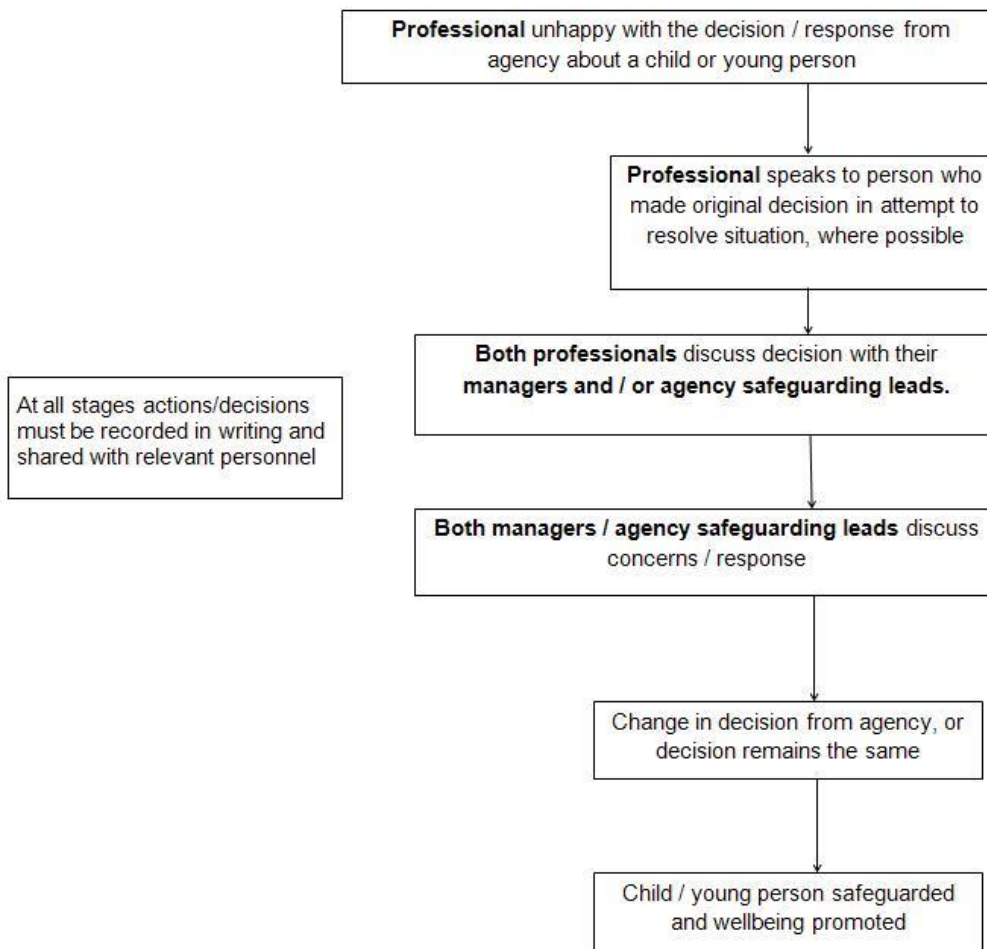 Professional unhappy with the decision / response from
agency about a child or young person
Professional speaks to person who
made original decision in attempt to
resolve situation, where possible
Both professionals discuss decision with their
managers and / or agency safeguarding leads.
At all stages actions/decisions
must be recorded in writing and
shared with relevant personnel
Both managers / agency safeguarding leads discuss
concerns / response
Change in decision from agency, or
decision remains the same
Child / young person safeguarded
and wellbeing promoted